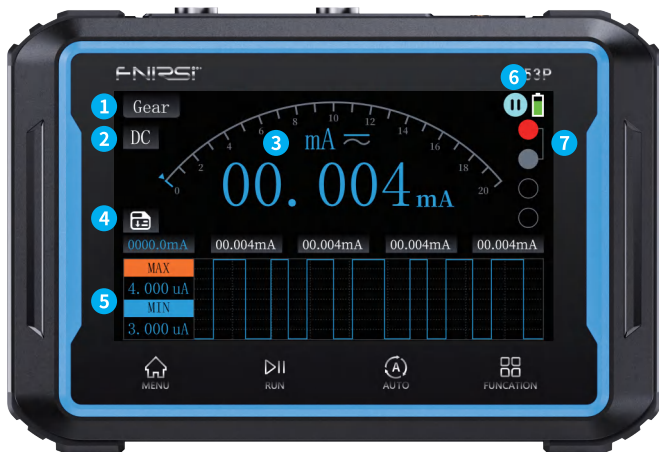 FNIRSI
53P
6
1 Gear
2 DC
3 mA
0 2 4 6 8 10 12 14 16 18 20
7
00.004mA
4
0000.0mA 00.004mA 00.004mA 00.004mA 00.004mA
MAX
4.000 uA
5
MIN
3.000 uA
MENU RUN A AUTO FUNCATION